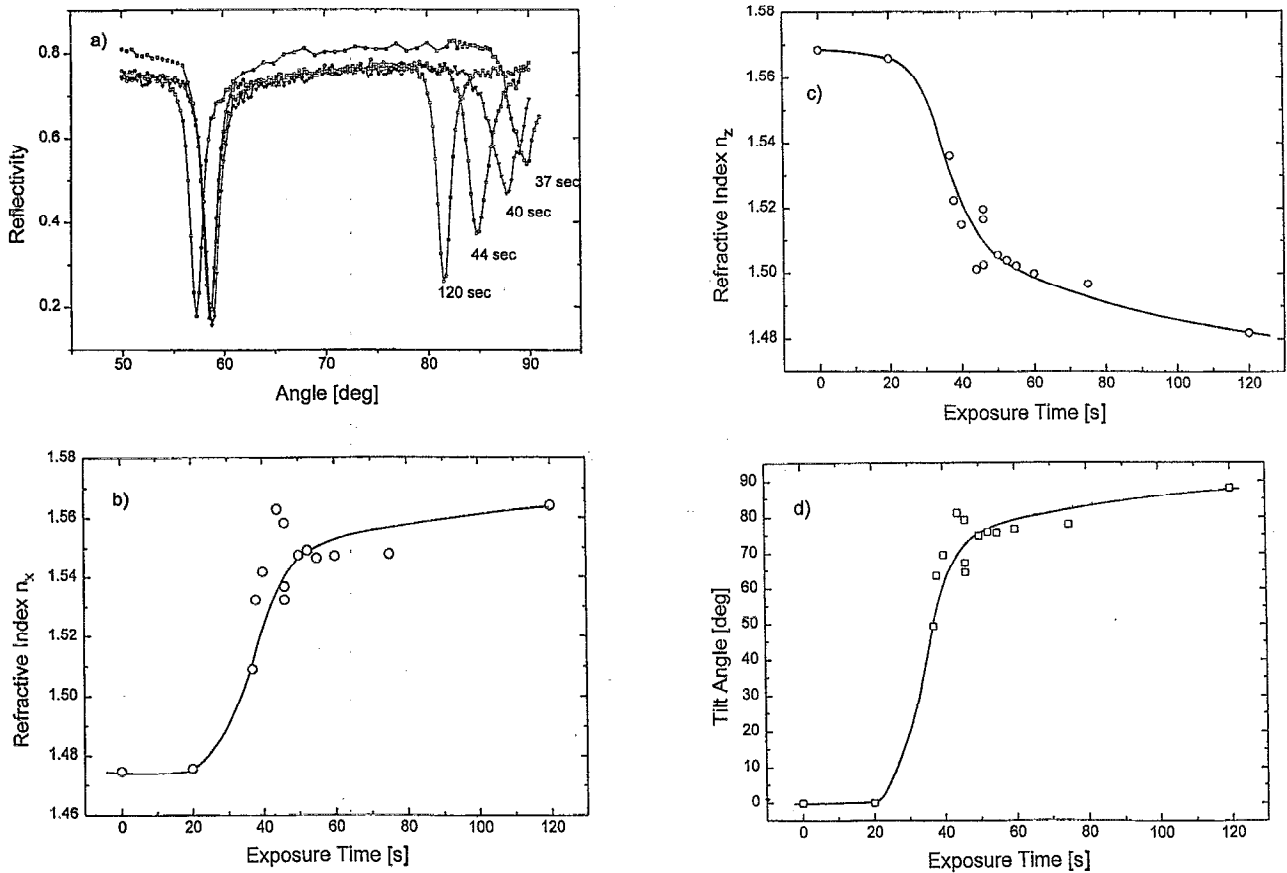 a)
0.8
0.6
0.4
0.2
Reflectivity
37 sec
40 sec
44 sec
120 sec
50 60 70 80 90
Angle [deg]
b)
1.58
1.56
1.54
1.52
1.50
1.48
1.46
Refractive Index nx
0 20 40 60 80 100 120
Exposure Time [s]
c)
1.56
1.54
1.52
1.50
1.48
Refractive Index nz
0 20 40 60 80 100 120
Exposure Time [s]
d)
90
80
70
60
50
40
30
20
10
0
Tilt Angle [deg]
0 20 40 60 80 100 120
Exposure Time [s]